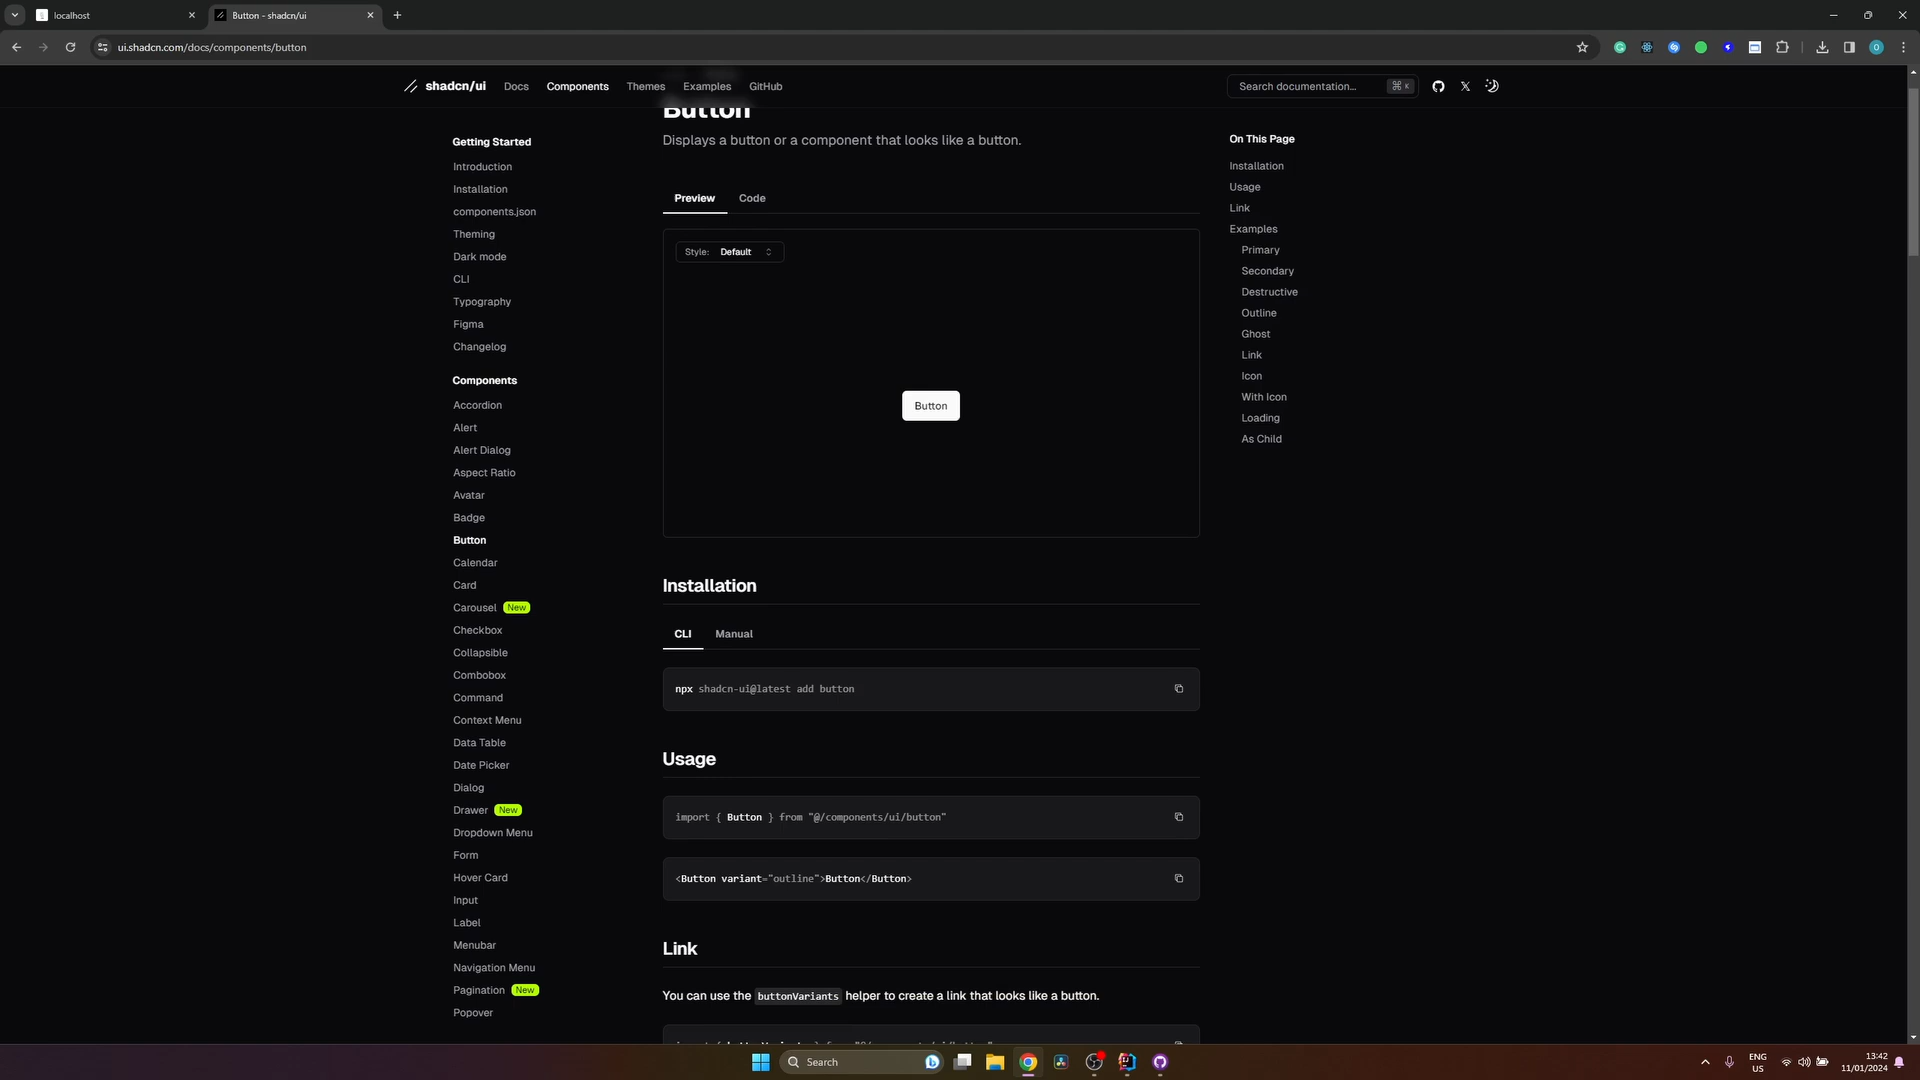 localhost
Button - shadcn/ui
ui.shadcn.com/docs/components/button
shadcn/ui
Docs
Components
Themes
Examples
GitHub
Search documentation...
⌘ K
Getting Started
Introduction
Installation
components.json
Theming
Dark mode
CLI
Typography
Figma
Changelog
Components
Accordion
Alert
Alert Dialog
Aspect Ratio
Avatar
Badge
Button
Calendar
Card
Carousel New
Checkbox
Collapsible
Combobox
Command
Context Menu
Data Table
Date Picker
Dialog
Drawer New
Dropdown Menu
Form
Hover Card
Input
Label
Menubar
Navigation Menu
Pagination New
Popover
Button
Displays a button or a component that looks like a button.
Preview
Code
Style: Default
Button
Installation
CLI
Manual
npx shadcn-ui@latest add button
Usage
import { Button } from "@/components/ui/button"
<Button variant="outline">Button</Button>
Link
You can use the buttonVariants helper to create a link that looks like a button.
On This Page
Installation
Usage
Link
Examples
Primary
Secondary
Destructive
Outline
Ghost
Link
Icon
With Icon
Loading
As Child
Search
ENG
US
13:42
11/01/2024